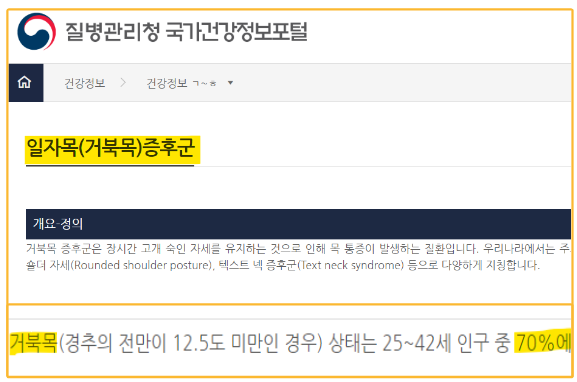 질병관리청 국가건강정보포털
건강정보 > 건강정보 ㄱ~ㅎ
일자목(거북목)증후군
개요-정의
거북목 증후군은 장시간 고개 숙인 자세를 유지하는 것으로 인해 목 통증이 발생하는 질환입니다. 우리나라에서는 주
숄더 자세(Rounded shoulder posture), 텍스트 넥 증후군(Text neck syndrome) 등으로 다양하게 지칭합니다.
거북목(경추의 전만이 12.5도 미만인 경우) 상태는 25~42세 인구 중 70%에